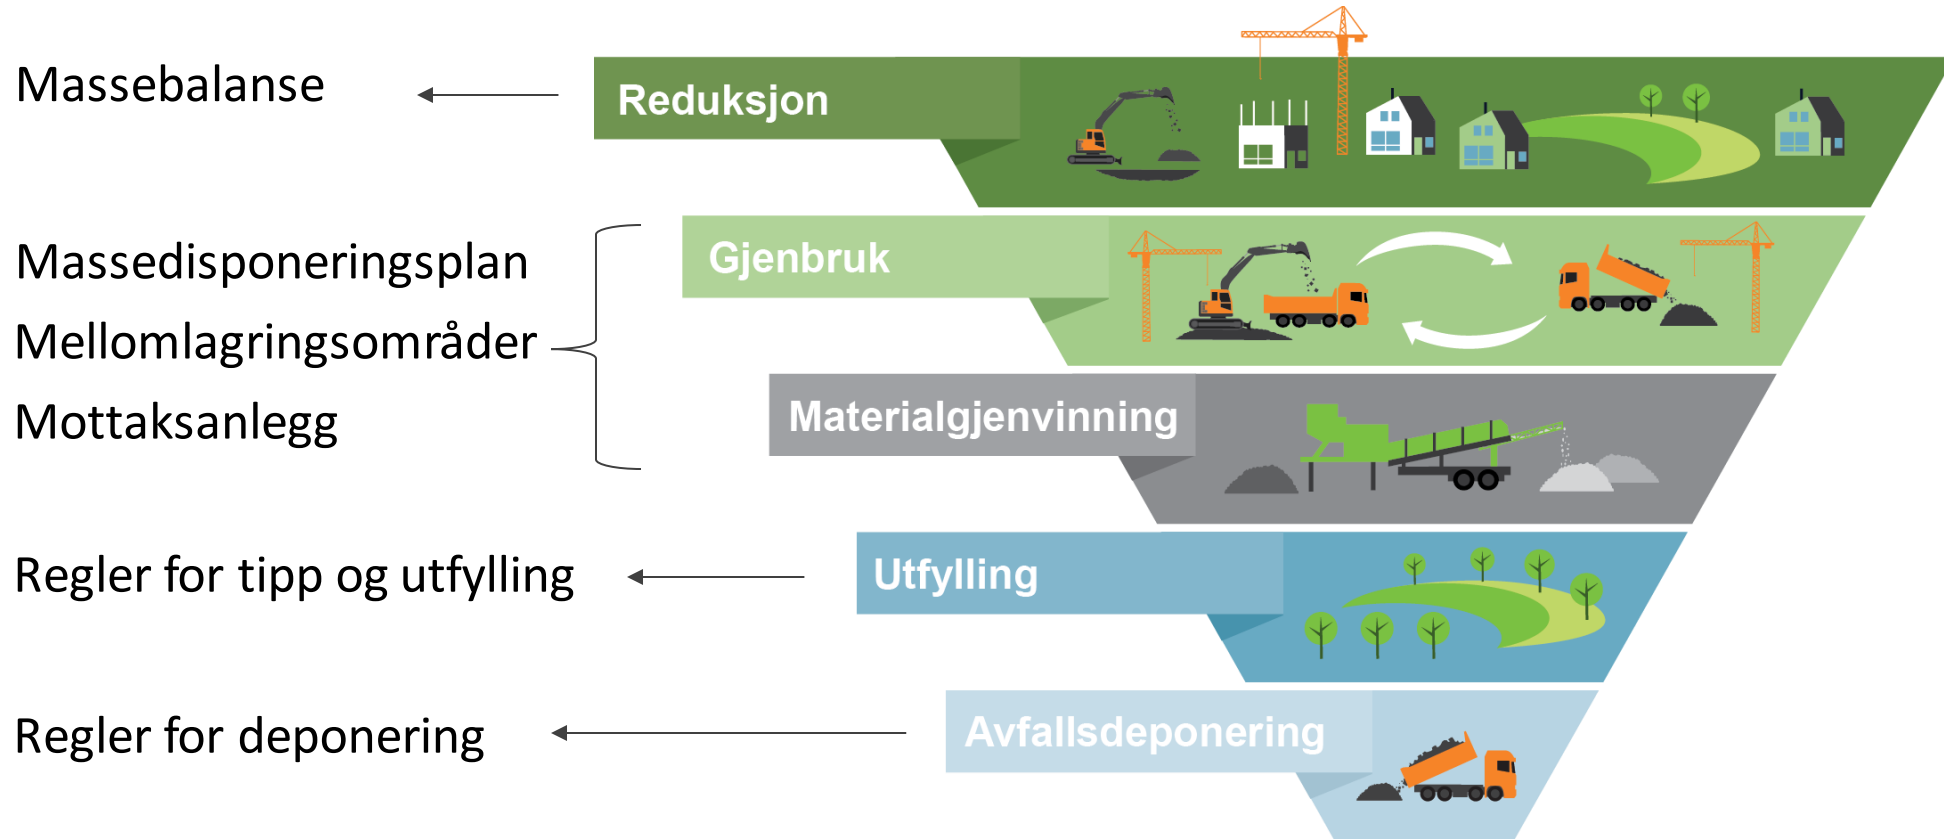 Massebalanse
Reduksjon
Massedisponeringsplan
Mellomlagringsområder
Mottaksanlegg
Gjenbruk
Materialgjenvinning
Regler for tipp og utfylling
Utfylling
Regler for deponering
Avfallsdeponering